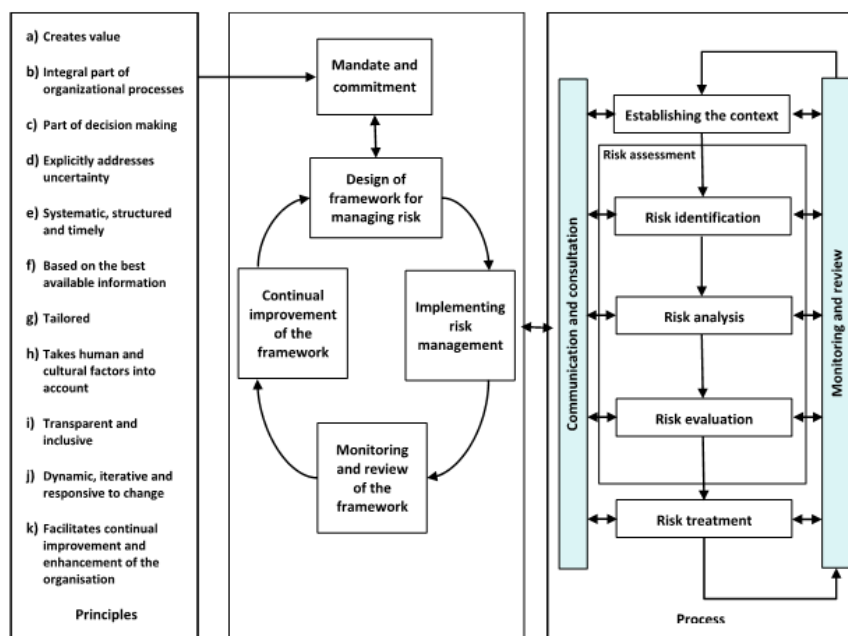 a) Creates value
b) Integral part of
organizational processes
c) Part of decision making
d) Explicitly addresses
uncertainty
e) Systematic, structured
and timely
f) Based on the best
available information
g) Tailored
h) Takes human and
cultural factors into
account
i) Transparent and
inclusive
j) Dynamic, iterative and
responsive to change
k) Facilitates continual
improvement and
enhancement of the
organisation
Principles
Mandate and
commitment
Design of
framework for
managing risk
Continual
improvement
of the
framework
Implementing
risk
management
Monitoring
and review
of the
framework
Communication and consultation
Establishing the context
Risk assessment
Risk identification
Risk analysis
Risk evaluation
Risk treatment
Monitoring and review
Process